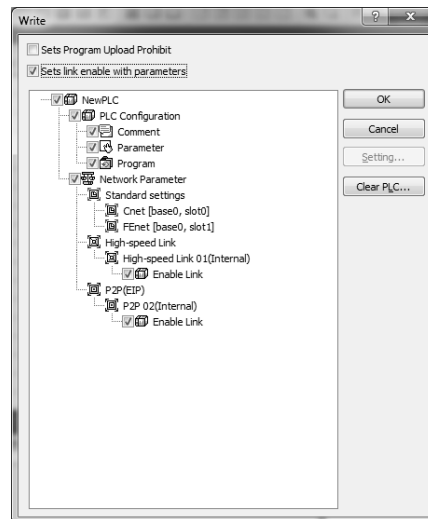 Write
Sets Program Upload Prohibit
Sets link enable with parameters
NewPLC
PLC Configuration
Comment
Parameter
Program
Network Parameter
Standard settings
Cnet [base0, slot0]
FEnet [base0, slot1]
High-speed Link
High-speed Link 01(Internal)
Enable Link
P2P(EIP)
P2P 02(Internal)
Enable Link
OK
Cancel
Setting...
Clear PLC...